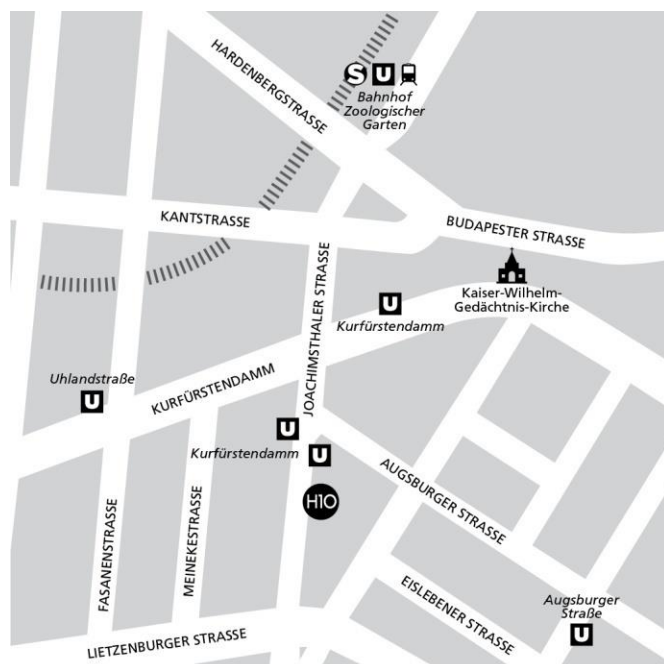 HARDENBERGSTRASSE
S U
Bahnhof
Zoologischer
Garten
KANTSTRASSE
BUDAPESTER STRASSE
JOACHIMSTHALER STRASSE
Kaiser-Wilhelm-
Gedächtnis-Kirche
U
Kurfürstendamm
Uhlandstraße
U
KURFÜRSTENDAMM
U
Kurfürstendamm
U
H10
AUGSBURGER STRASSE
FASANENSTRASSE
MEINEKESTRASSE
EISLEBENER STRASSE
Augsburger
Straße
U
LIETZENBURGER STRASSE